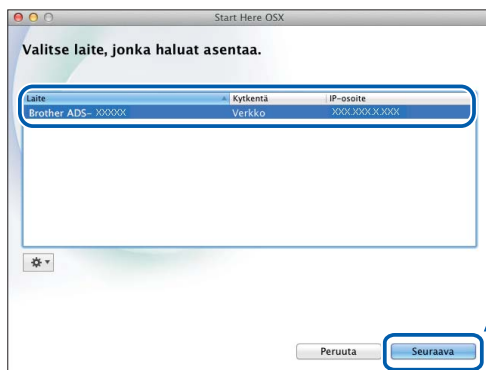 Start Here OSX
Valitse laite, jonka haluat asentaa.
Laite Kytkentä IP-osoite
Brother ADS- XXXXX Verkko XXX.XXX.X.XXX
Peruuta Seuraava